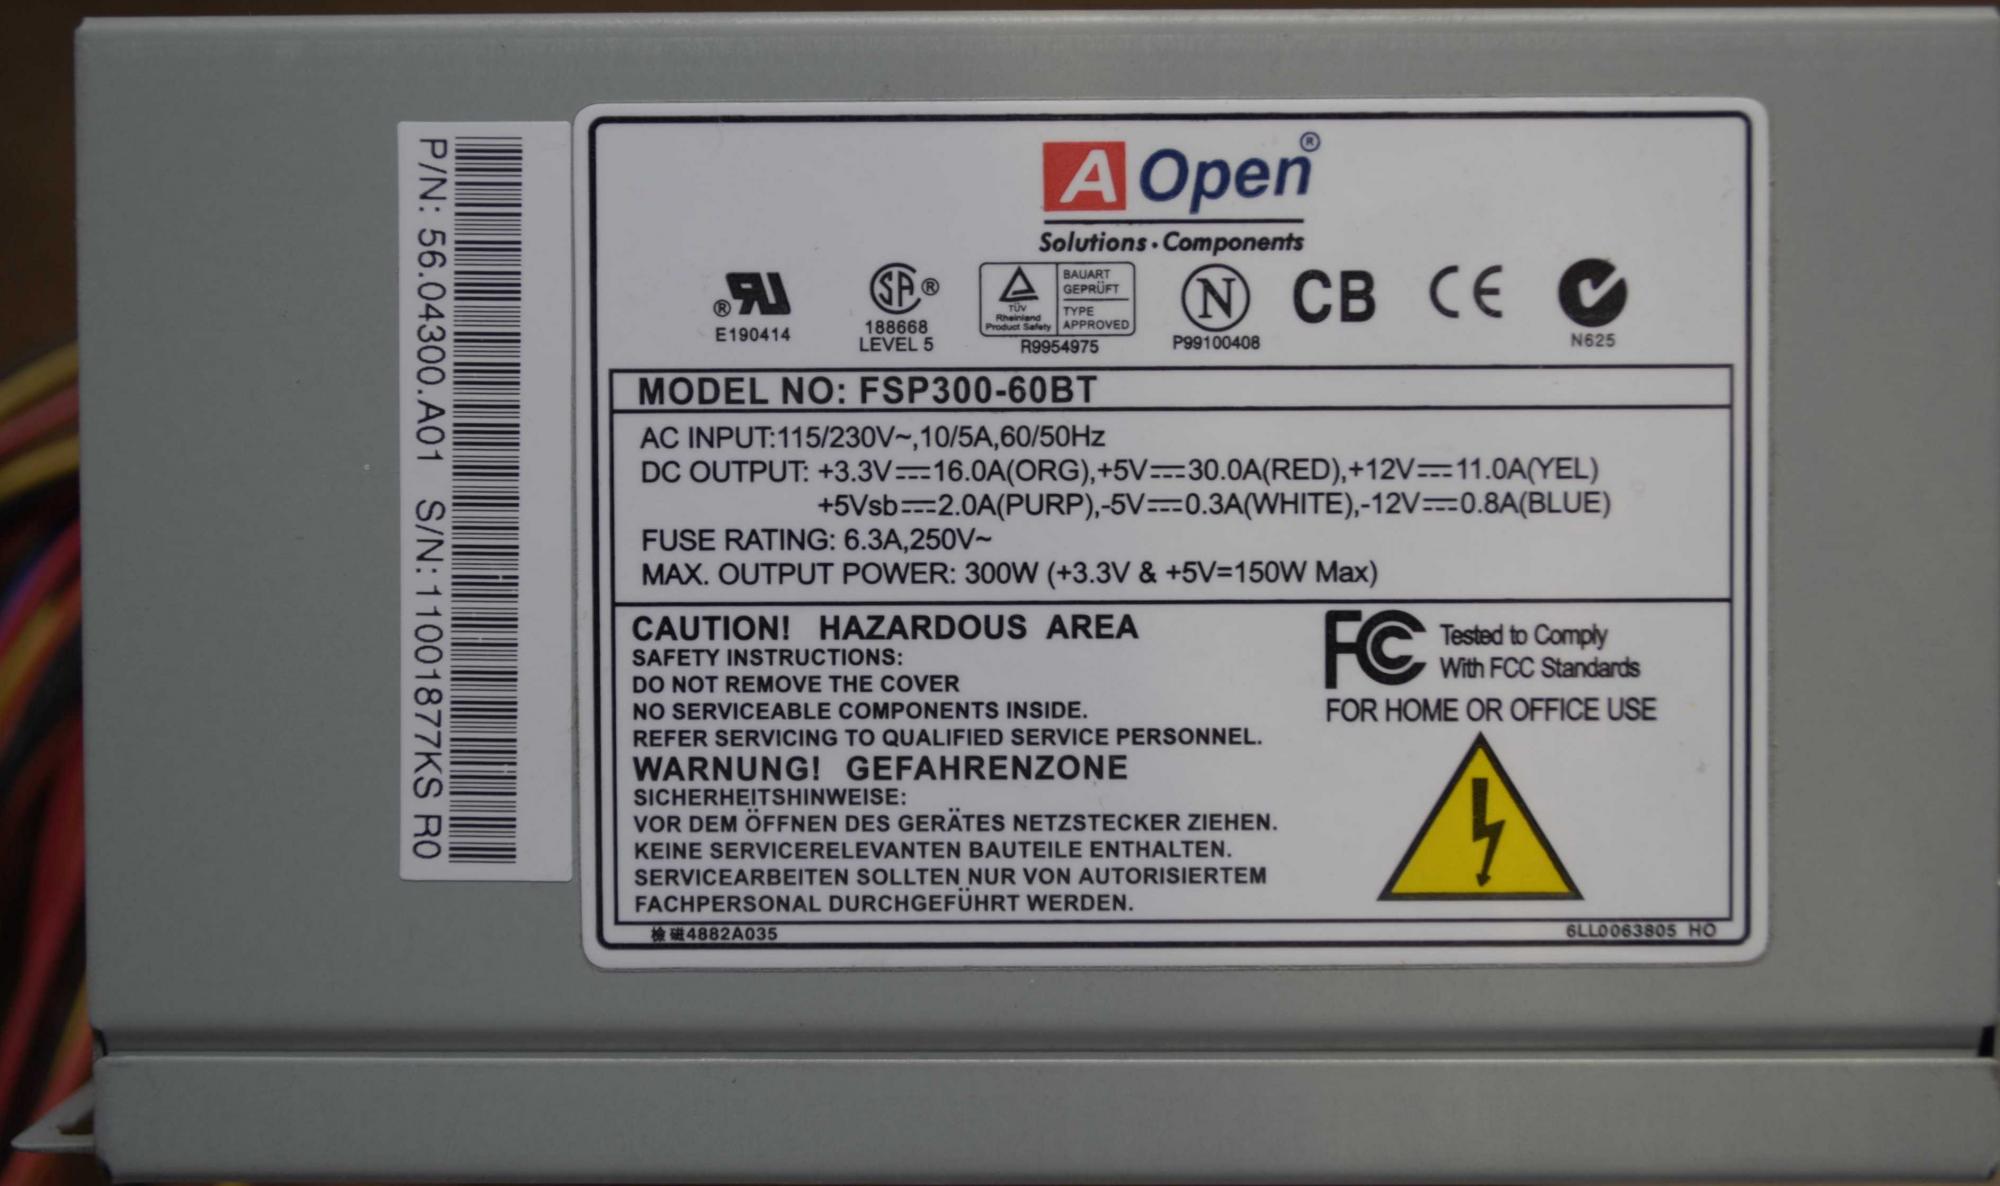 P/N: 56.04300.A01 S/N:11001877KS R0
A Open®
Solutions·Components
®
E190414
SA®
188668
LEVEL 5
TÜV
Rheinland
Product Safety
BAUART
GEPRÜFT
TYPE
APPROVED
R9954975
N
P99100408
CB
CE
N625
MODEL NO: FSP300-60BT
AC INPUT:115/230V~,10/5A,60/50Hz
DC OUTPUT: +3.3V⎓16.0A(ORG),+5V⎓30.0A(RED),+12V⎓11.0A(YEL)
+5Vsb⎓2.0A(PURP),-5V⎓0.3A(WHITE),-12V⎓0.8A(BLUE)
FUSE RATING: 6.3A,250V~
MAX. OUTPUT POWER: 300W (+3.3V & +5V=150W Max)
CAUTION! HAZARDOUS AREA
SAFETY INSTRUCTIONS:
DO NOT REMOVE THE COVER
NO SERVICEABLE COMPONENTS INSIDE.
REFER SERVICING TO QUALIFIED SERVICE PERSONNEL.
WARNUNG! GEFAHRENZONE
SICHERHEITSHINWEISE:
VOR DEM ÖFFNEN DES GERÄTES NETZSTECKER ZIEHEN.
KEINE SERVICERELEVANTEN BAUTEILE ENTHALTEN.
SERVICEARBEITEN SOLLTEN NUR VON AUTORISIERTEM
FACHPERSONAL DURCHGEFÜHRT WERDEN.
FC Tested to Comply
With FCC Standards
FOR HOME OR OFFICE USE
檢磁4882A035
6LL0063805 HO